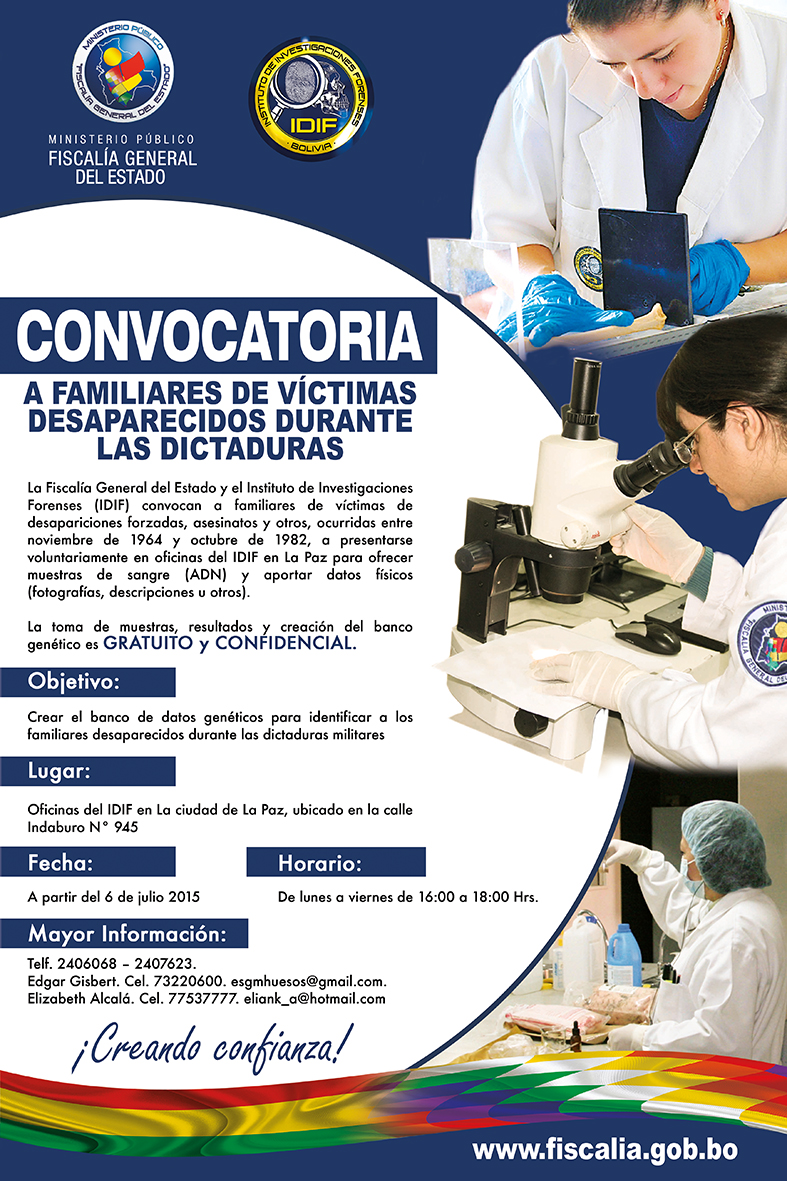 MINISTERIO PÚBLICO
"FISCALÍA GENERAL DEL ESTADO"
MINISTERIO PÚBLICO
FISCALÍA GENERAL
DEL ESTADO
INSTITUTO DE INVESTIGACIONES FORENSES
IDIF
· BOLIVIA ·
CONVOCATORIA
A FAMILIARES DE VÍCTIMAS
DESAPARECIDOS DURANTE
LAS DICTADURAS
La Fiscalía General del Estado y el Instituto de Investigaciones
Forenses (IDIF) convocan a familiares de víctimas de
desapariciones forzadas, asesinatos y otros, ocurridas entre
noviembre de 1964 y octubre de 1982, a presentarse
voluntariamente en oficinas del IDIF en La Paz para ofrecer
muestras de sangre (ADN) y aportar datos físicos
(fotografías, descripciones u otros).
La toma de muestras, resultados y creación del banco
genético es GRATUITO y CONFIDENCIAL.
Objetivo:
Crear el banco de datos genéticos para identificar a los
familiares desaparecidos durante las dictaduras militares
Lugar:
Oficinas del IDIF en La ciudad de La Paz, ubicado en la calle
Indaburo N° 945
Fecha:
A partir del 6 de julio 2015
Horario:
De lunes a viernes de 16:00 a 18:00 Hrs.
Mayor Información:
Telf. 2406068 – 2407623.
Edgar Gisbert. Cel. 73220600. esgmhuesos@gmail.com.
Elizabeth Alcalá. Cel. 77537777. eliank_a@hotmail.com
¡Creando confianza!
www.fiscalia.gob.bo